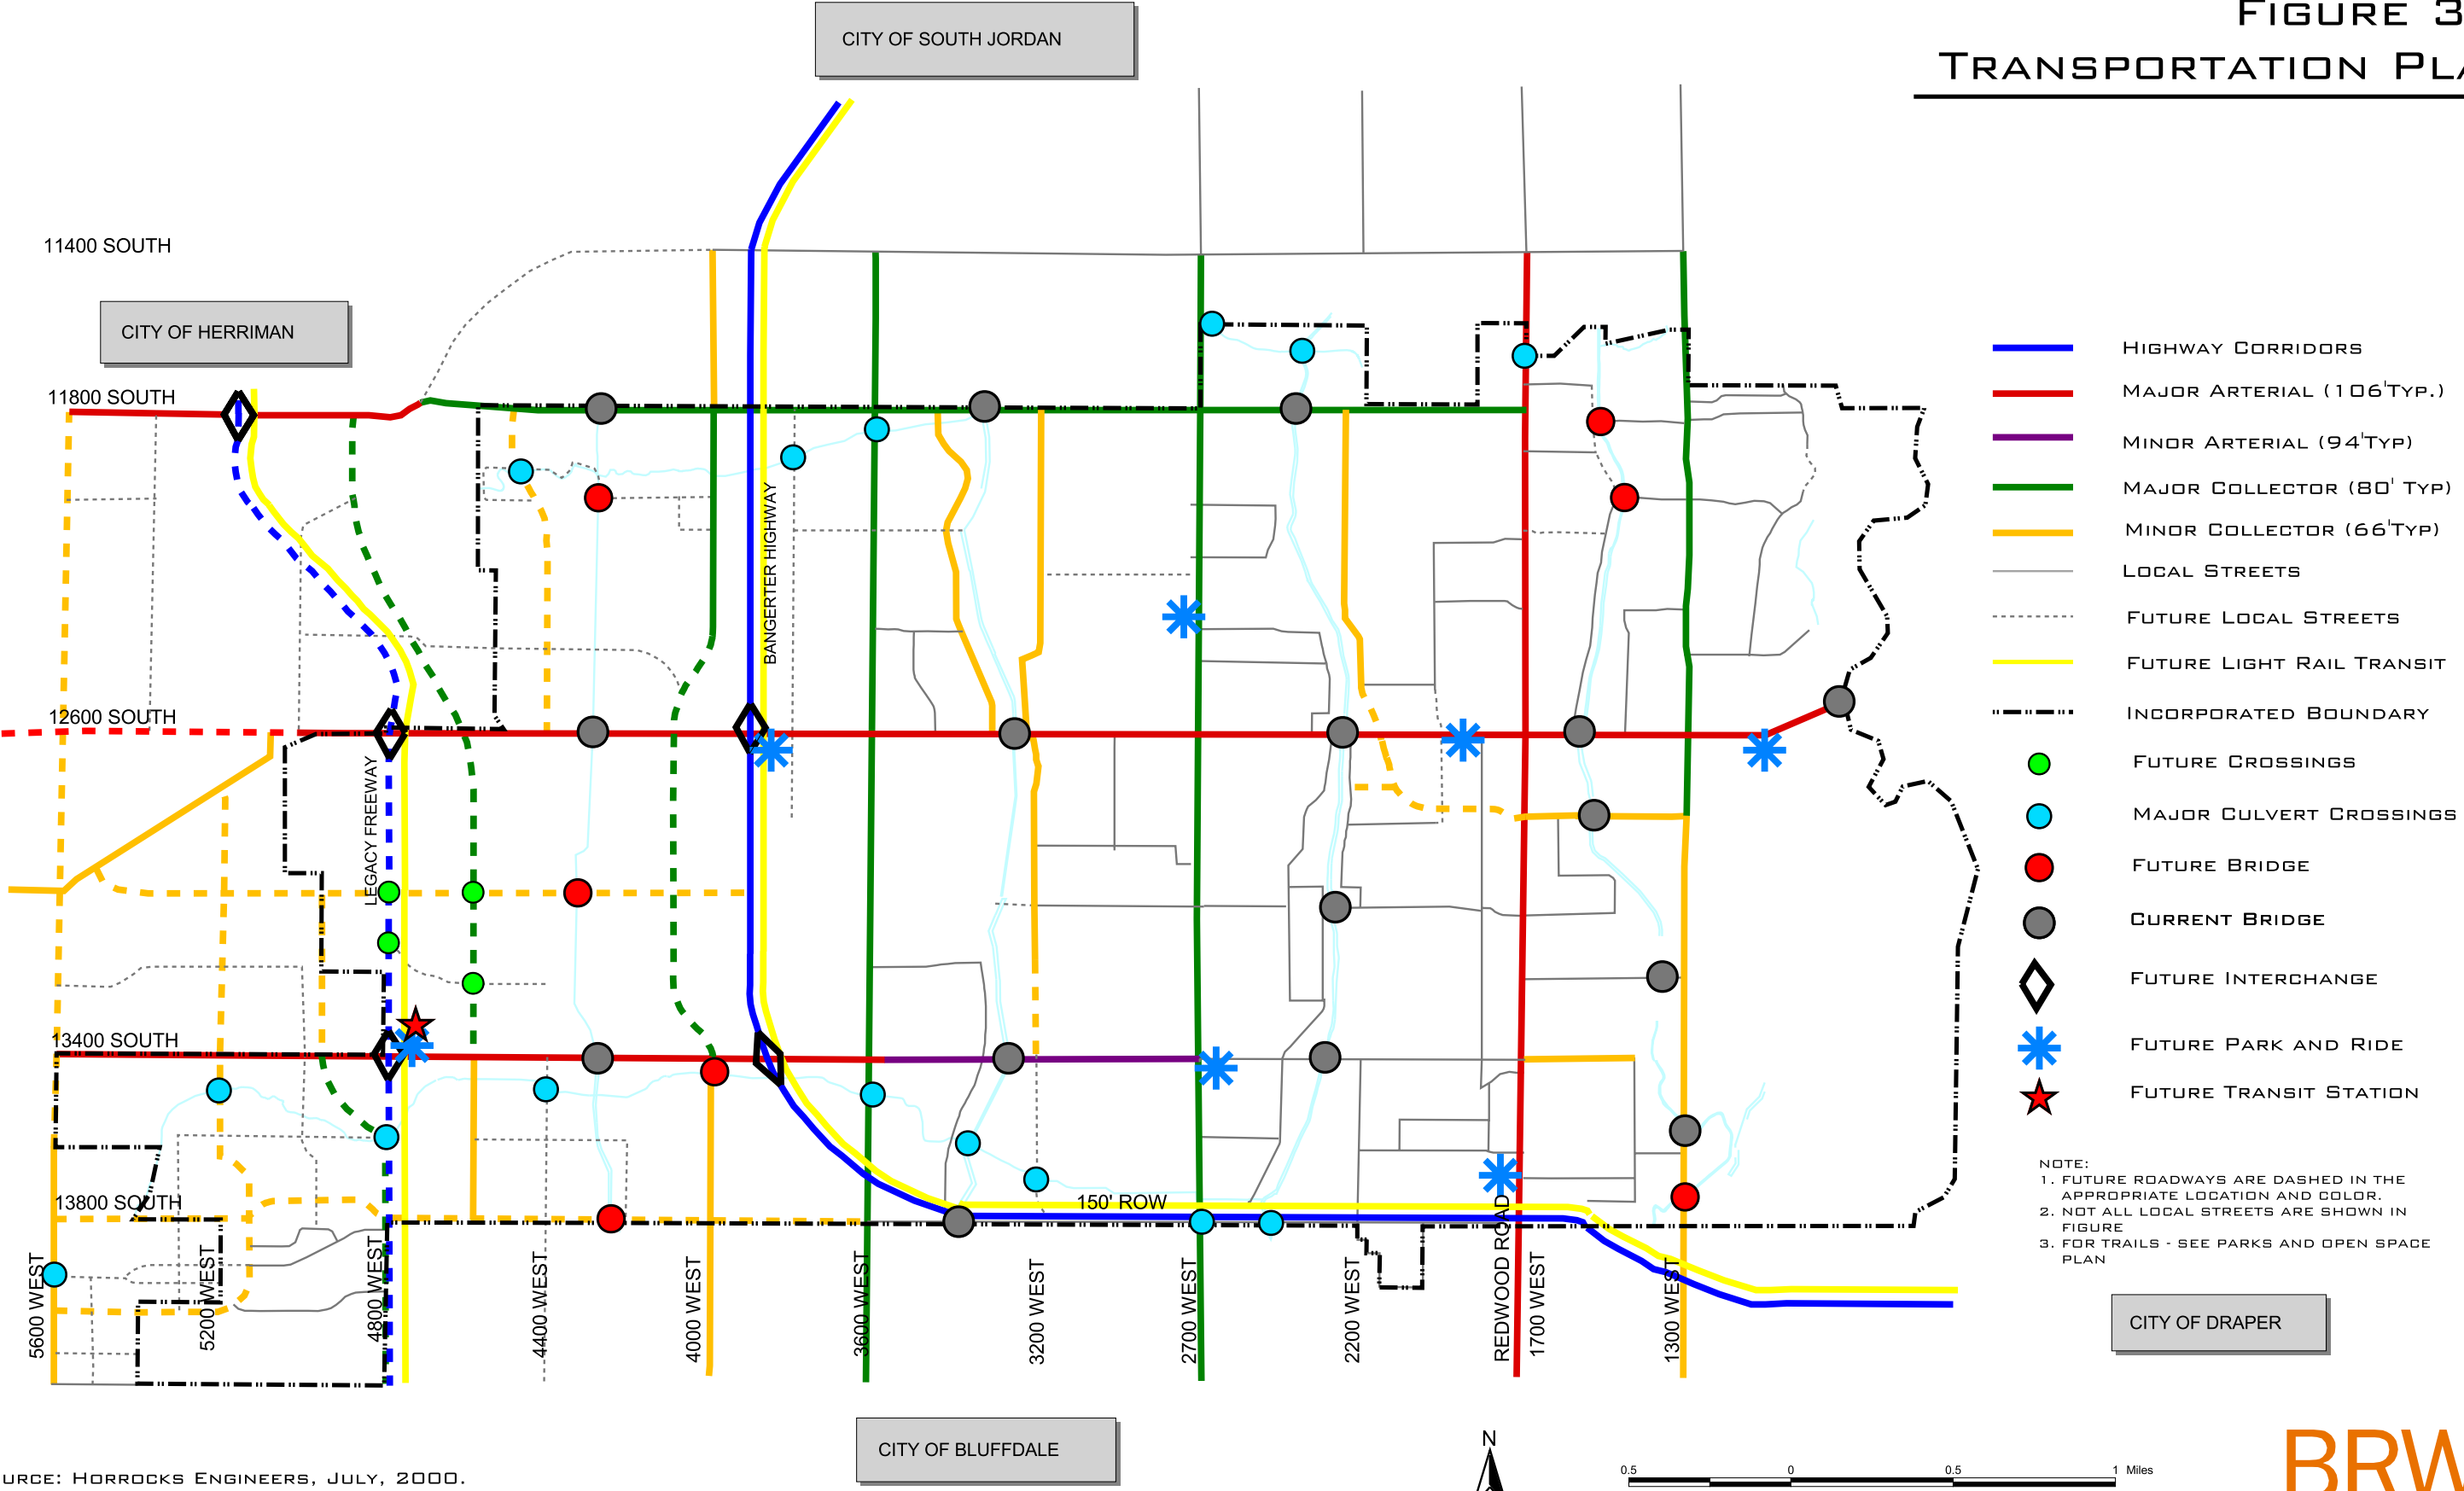 FIGURE 3
TRANSPORTATION PLA
CITY OF SOUTH JORDAN
11400 SOUTH
CITY OF HERRIMAN
11800 SOUTH
12600 SOUTH
13400 SOUTH
13800 SOUTH
BANGERTER HIGHWAY
LEGACY FREEWAY
150' ROW
5600 WEST
5200 WEST
4800 WEST
4400 WEST
4000 WEST
3600 WEST
3200 WEST
2700 WEST
2200 WEST
REDWOOD ROAD
1700 WEST
1300 WEST
HIGHWAY CORRIDORS
MAJOR ARTERIAL (106'TYP.)
MINOR ARTERIAL (94'TYP)
MAJOR COLLECTOR (80' TYP)
MINOR COLLECTOR (66'TYP)
LOCAL STREETS
FUTURE LOCAL STREETS
FUTURE LIGHT RAIL TRANSIT
INCORPORATED BOUNDARY
FUTURE CROSSINGS
MAJOR CULVERT CROSSINGS
FUTURE BRIDGE
CURRENT BRIDGE
FUTURE INTERCHANGE
FUTURE PARK AND RIDE
FUTURE TRANSIT STATION
NOTE:
1. FUTURE ROADWAYS ARE DASHED IN THE
APPROPRIATE LOCATION AND COLOR.
2. NOT ALL LOCAL STREETS ARE SHOWN IN
FIGURE
3. FOR TRAILS - SEE PARKS AND OPEN SPACE
PLAN
CITY OF DRAPER
CITY OF BLUFFDALE
URCE: HORROCKS ENGINEERS, JULY, 2000.
N
0.5 0 0.5 1 Miles
BRW